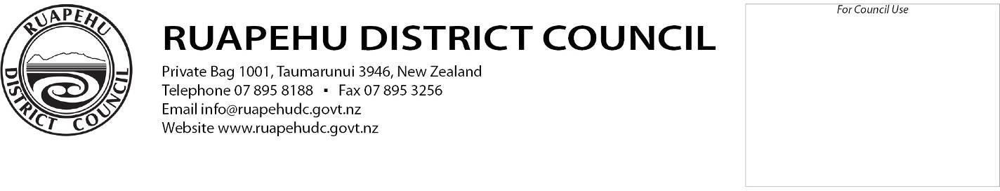 RUAPEHU
DISTRICT COUNCIL
RUAPEHU DISTRICT COUNCIL
Private Bag 1001, Taumarunui 3946, New Zealand
Telephone 07 895 8188 ▪ Fax 07 895 3256
Email info@ruapehudc.govt.nz
Website www.ruapehudc.govt.nz
For Council Use